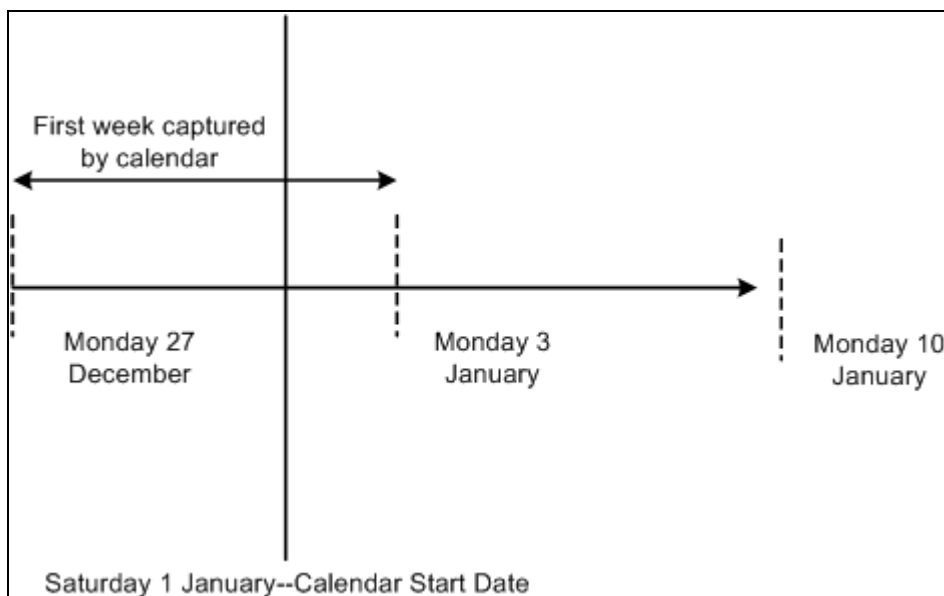 First week captured
by calendar
Monday 27
December
Monday 3
January
Monday 10
January
Saturday 1 January--Calendar Start Date